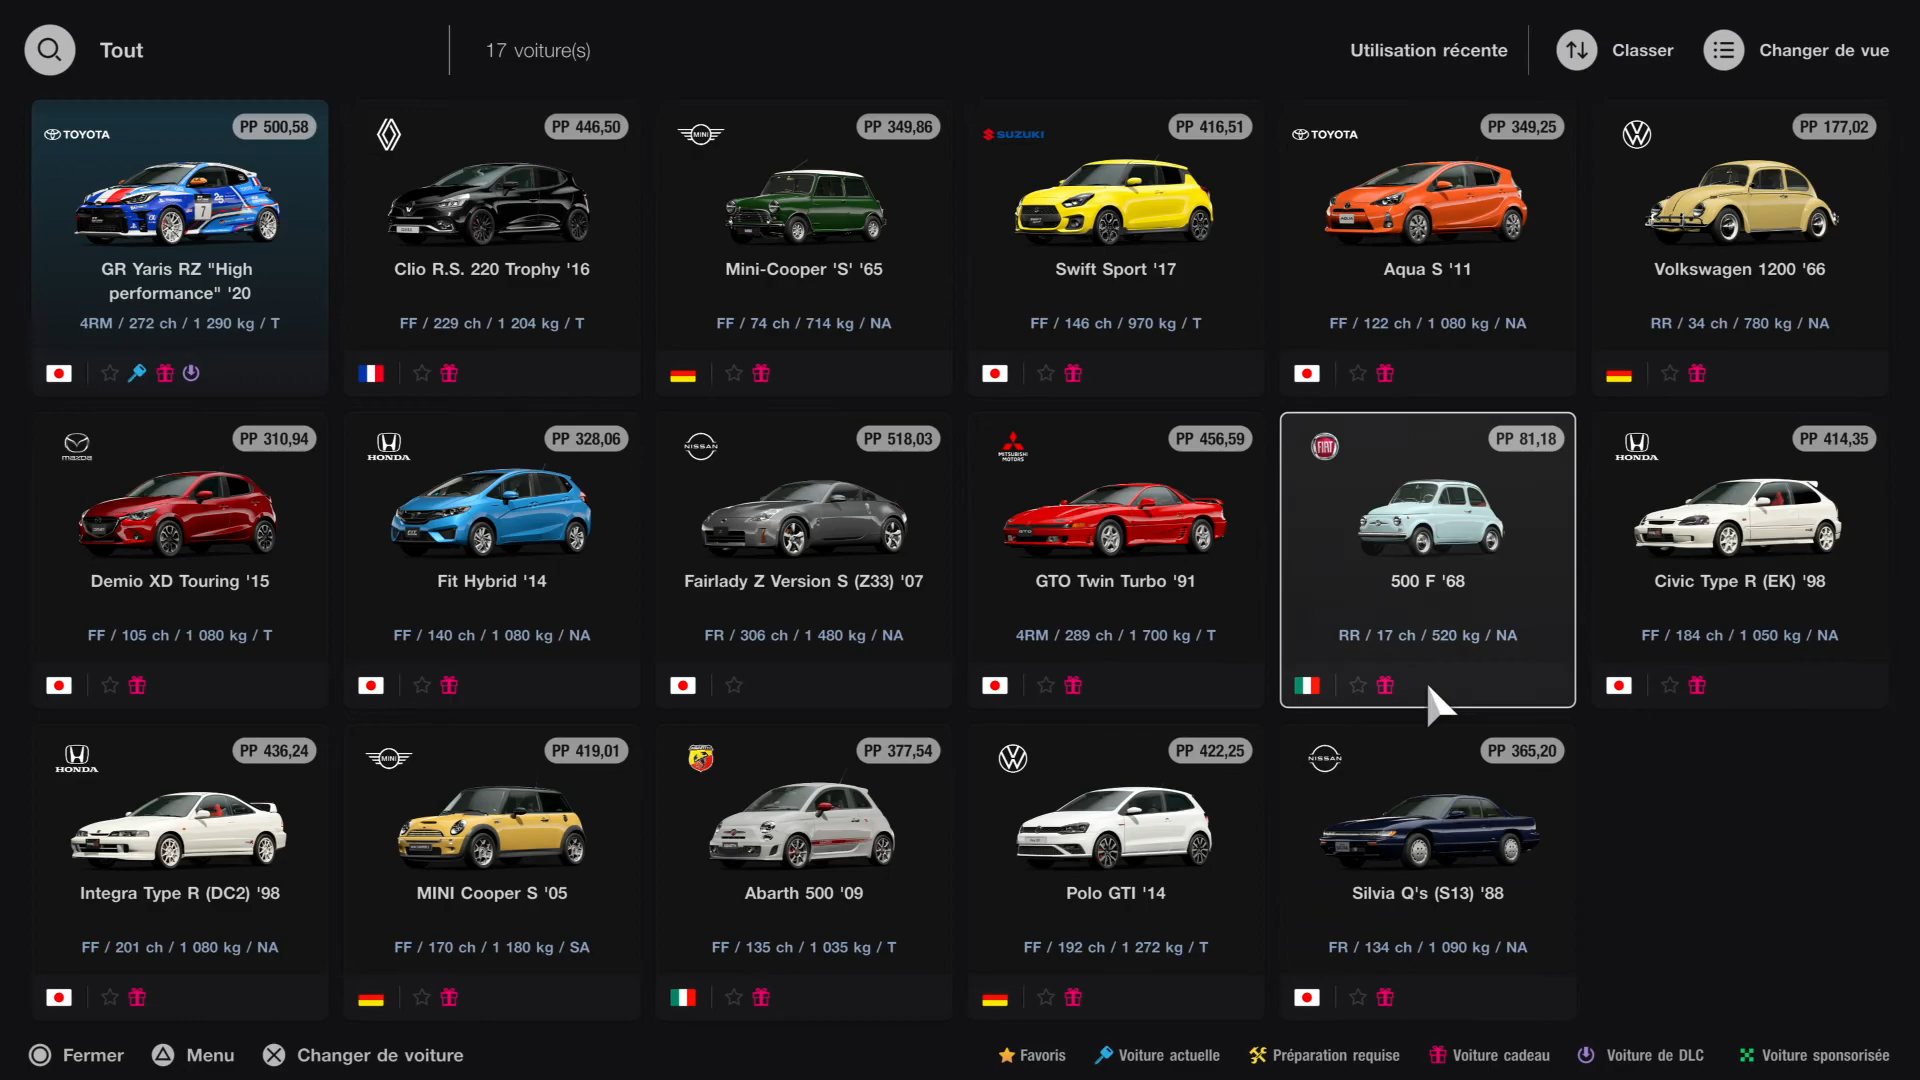 Tout
17 voiture(s)
Utilisation récente
Classer
Changer de vue
TOYOTA
PP 500,58
7
GR Yaris RZ "High
performance" '20
4RM / 272 ch / 1 290 kg / T
PP 446,50
Clio R.S. 220 Trophy '16
FF / 229 ch / 1 204 kg / T
MINI
PP 349,86
Mini-Cooper 'S' '65
FF / 74 ch / 714 kg / NA
SUZUKI
PP 416,51
Swift Sport '17
FF / 146 ch / 970 kg / T
TOYOTA
PP 349,25
AQUA
Aqua S '11
FF / 122 ch / 1 080 kg / NA
PP 177,02
Volkswagen 1200 '66
RR / 34 ch / 780 kg / NA
mazda
PP 310,94
Demio XD Touring '15
FF / 105 ch / 1 080 kg / T
HONDA
PP 328,06
Fit Hybrid '14
FF / 140 ch / 1 080 kg / NA
NISSAN
PP 518,03
Fairlady Z Version S (Z33) '07
FR / 306 ch / 1 480 kg / NA
MITSUBISHI
MOTORS
PP 456,59
GTO
GTO Twin Turbo '91
4RM / 289 ch / 1 700 kg / T
FIAT
PP 81,18
500 F '68
RR / 17 ch / 520 kg / NA
HONDA
PP 414,35
Civic Type R (EK) '98
FF / 184 ch / 1 050 kg / NA
HONDA
PP 436,24
Integra Type R (DC2) '98
FF / 201 ch / 1 080 kg / NA
MINI
PP 419,01
MINI Cooper S '05
FF / 170 ch / 1 180 kg / SA
ABARTH
PP 377,54
Abarth 500 '09
FF / 135 ch / 1 035 kg / T
PP 422,25
Polo GTI '14
FF / 192 ch / 1 272 kg / T
NISSAN
PP 365,20
Silvia Q's (S13) '88
FR / 134 ch / 1 090 kg / NA
Fermer
Menu
Changer de voiture
Favoris
Voiture actuelle
Préparation requise
Voiture cadeau
Voiture de DLC
Voiture sponsorisée